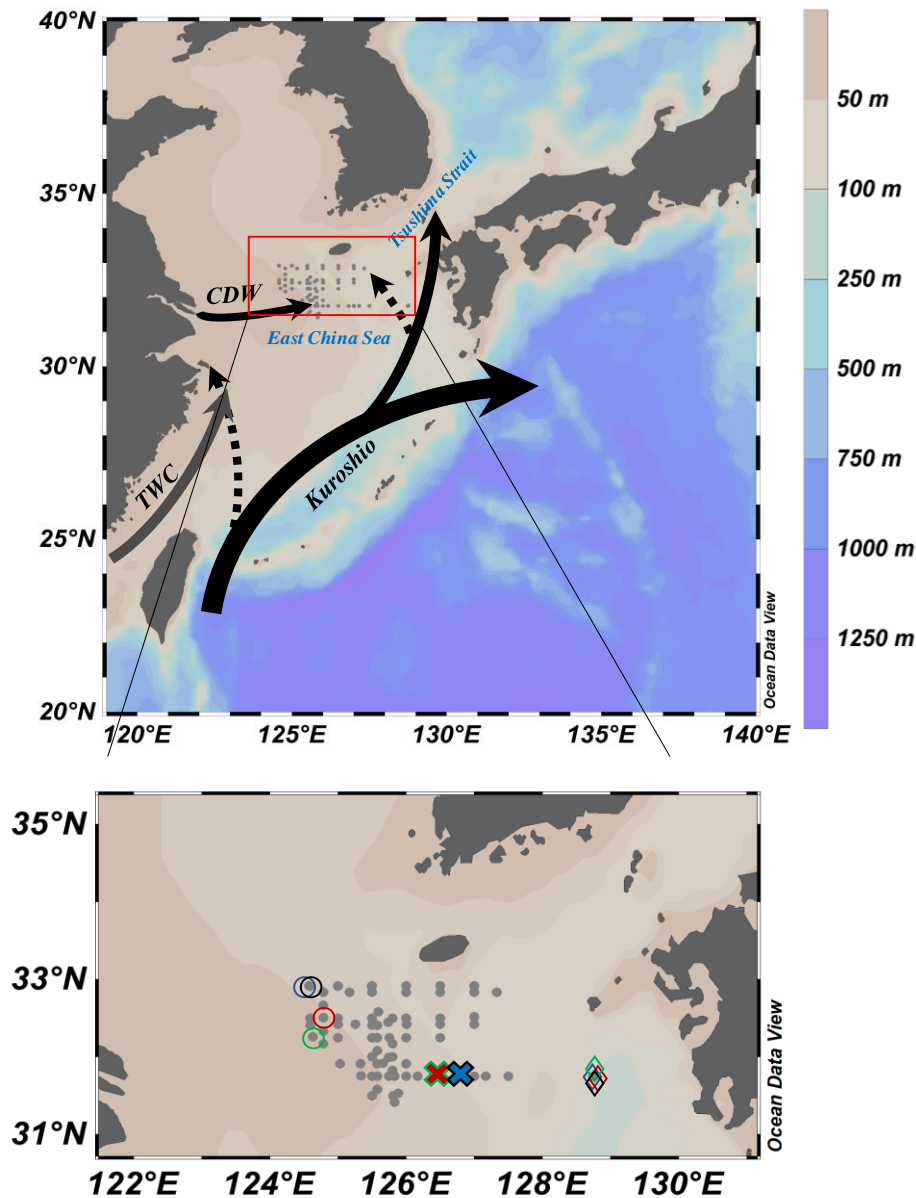 40°N
35°N
30°N
25°N
20°N
120°E
125°E
130°E
135°E
140°E
Tsushima Strait
CDW
East China Sea
TWC
Kuroshio
Ocean Data View
50 m
100 m
250 m
500 m
750 m
1000 m
1250 m
35°N
33°N
31°N
122°E
124°E
126°E
128°E
130°E
Ocean Data View